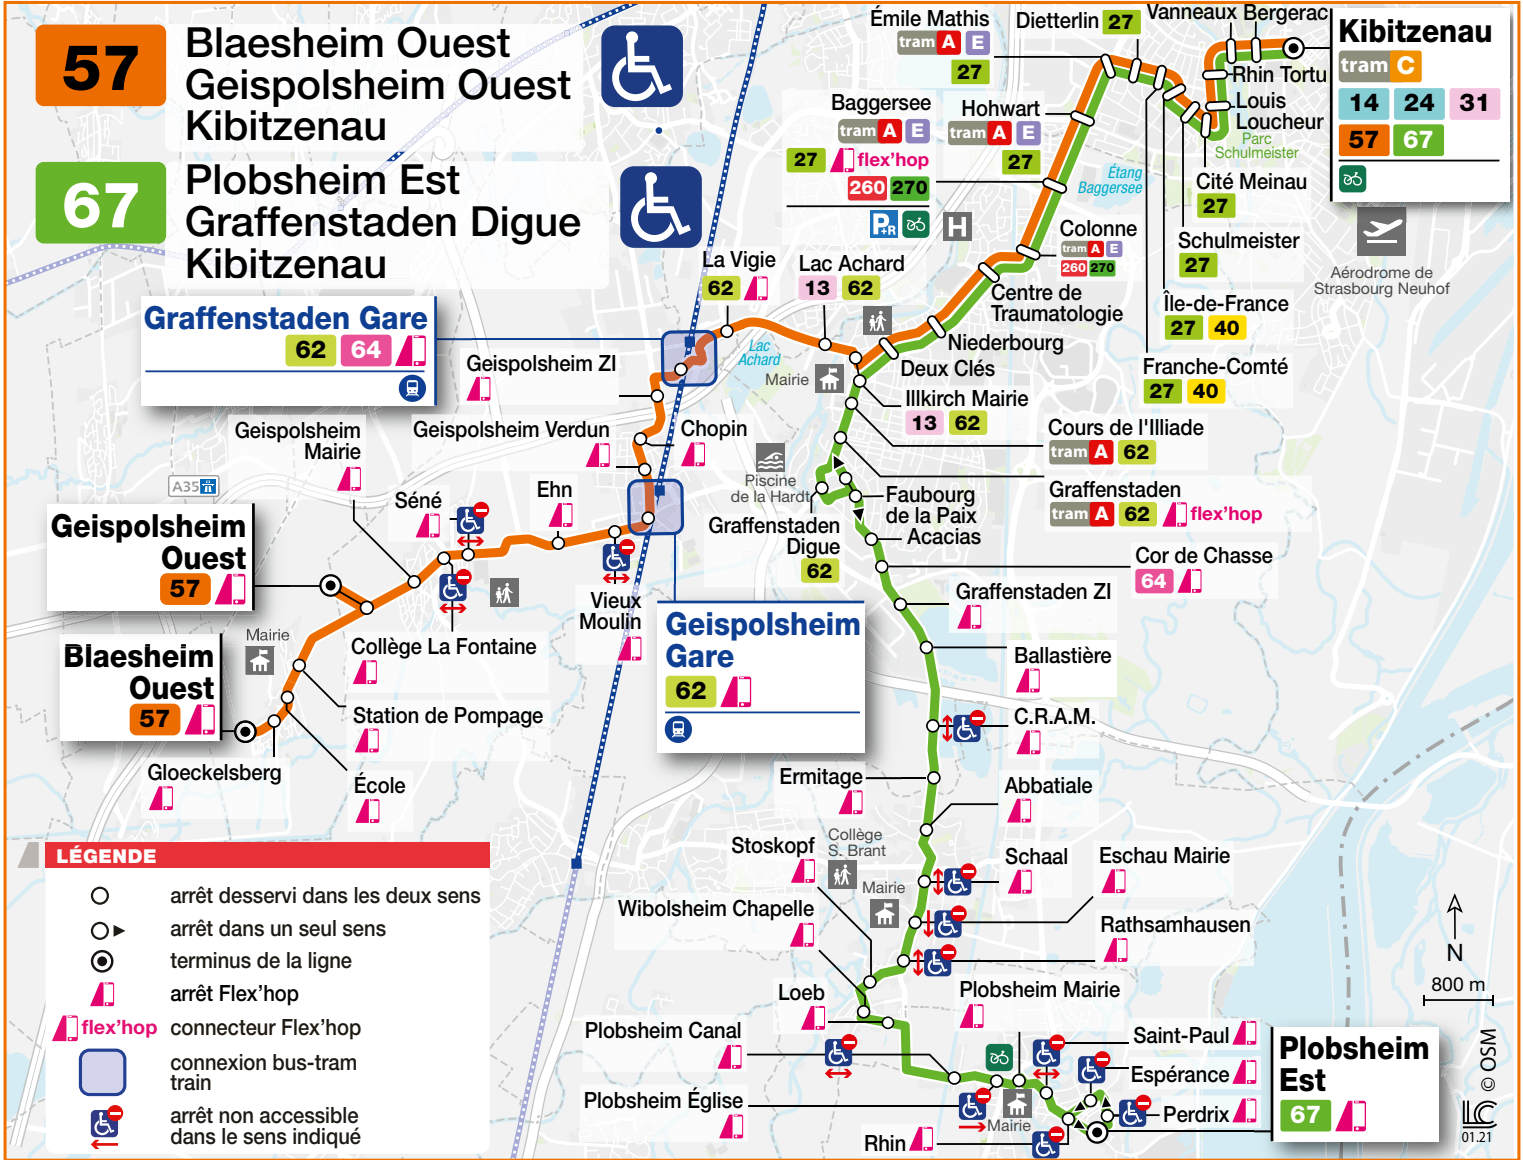 57
Blaesheim Ouest
Geispolsheim Ouest
Kibitzenau
67
Plobsheim Est
Graffenstaden Digue
Kibitzenau
Émile Mathis
tram A E
27
Dietterlin 27
Vanneaux Bergerac
Kibitzenau
tram C
14 24 31
57 67
Rhin Tortu
Louis
Loucheur
Parc
Schulmeister
Baggersee
tram A E
27 flex'hop
260 270
P+R
H
Hohwart
tram A E
27
Étang
Baggersee
Cité Meinau
27
Colonne
tram A E
260 270
Schulmeister
27
Aérodrome de
Strasbourg Neuhof
La Vigie
62
Lac Achard
13 62
Centre de
Traumatologie
Île-de-France
27 40
Graffenstaden Gare
62 64
Niederbourg
Lac
Achard
Geispolsheim ZI
Mairie
Deux Clés
Franche-Comté
27 40
Illkirch Mairie
13 62
Geispolsheim
Mairie
Geispolsheim Verdun
Chopin
Cours de l'Illiade
tram A 62
Piscine
de la Hardt
A35
Séné
Ehn
Faubourg
de la Paix
Graffenstaden
tram A 62 flex'hop
Geispolsheim
Ouest
57
Graffenstaden
Digue
62
Acacias
Cor de Chasse
64
Vieux
Moulin
Graffenstaden ZI
Geispolsheim
Gare
62
Mairie
Collège La Fontaine
Blaesheim
Ouest
57
Ballastière
Station de Pompage
C.R.A.M.
Gloeckelsberg
École
Ermitage
Abbatiale
Stoskopf
Collège
S. Brant
Schaal
Eschau Mairie
Mairie
Wibolsheim Chapelle
Rathsamhausen
Loeb
Plobsheim Mairie
Plobsheim Canal
Saint-Paul
Espérance
Plobsheim
Est
67
Plobsheim Église
Mairie
Perdrix
Rhin
LÉGENDE
arrêt desservi dans les deux sens
arrêt dans un seul sens
terminus de la ligne
arrêt Flex'hop
flex'hop connecteur Flex'hop
connexion bus-tram
train
arrêt non accessible
dans le sens indiqué
N
800 m
© OSM
LLC
01.21